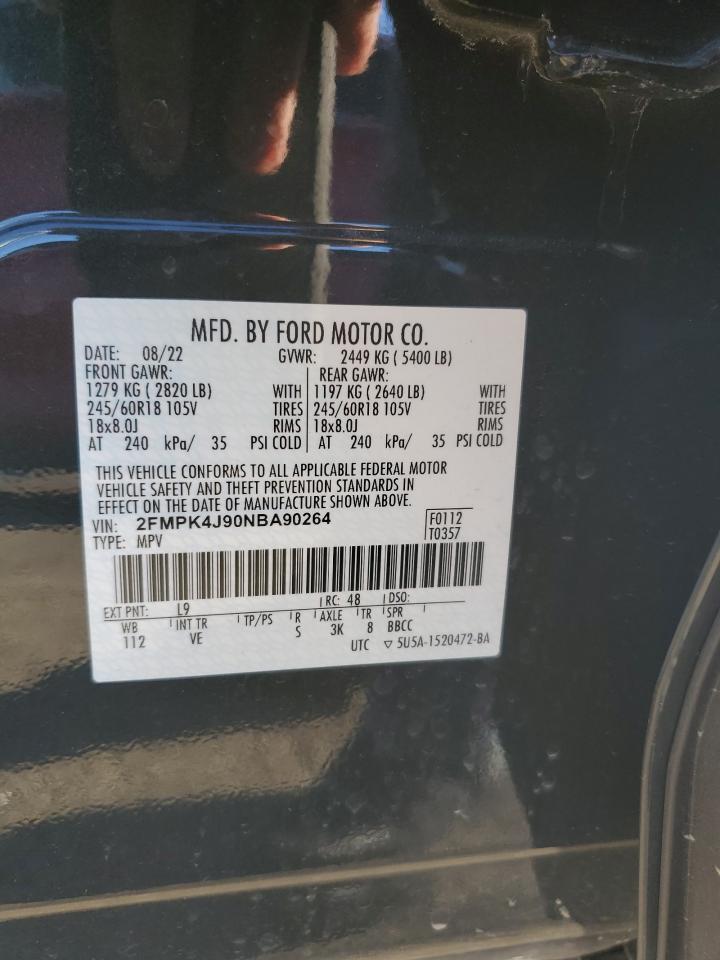 MFD. BY FORD MOTOR CO.
DATE: 08/22 GVWR: 2449 KG ( 5400 LB)
FRONT GAWR: REAR GAWR:
1279 KG ( 2820 LB) WITH 1197 KG ( 2640 LB) WITH
245/60R18 105V TIRES 245/60R18 105V TIRES
18x8.0J RIMS 18x8.0J RIMS
AT 240 kPa/ 35 PSI COLD AT 240 kPa/ 35 PSI COLD
THIS VEHICLE CONFORMS TO ALL APPLICABLE FEDERAL MOTOR
VEHICLE SAFETY AND THEFT PREVENTION STANDARDS IN
EFFECT ON THE DATE OF MANUFACTURE SHOWN ABOVE.
VIN: 2FMPK4J90NBA90264 F0112
TYPE: MPV T0357
EXT PNT: L9 RC: 48 DSO:
WB INT TR TP/PS R AXLE TR SPR
112 VE S 3K 8 BBCC
UTC ▽ 5U5A-1520472-BA